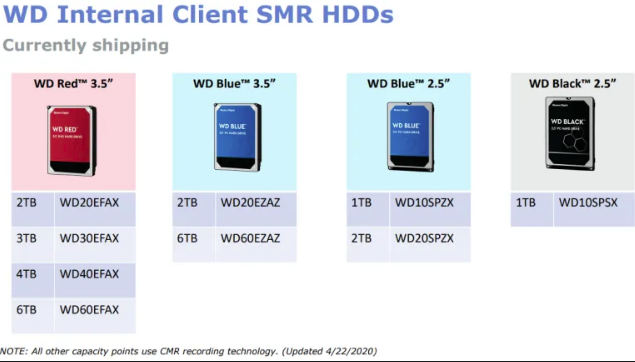 WD Internal Client SMR HDDs
Currently shipping
WD Red™ 3.5”
WD Blue™ 3.5”
WD Blue™ 2.5”
WD Black™ 2.5”
WD RED
WD BLUE
WD BLUE
WD BLACK
2TB WD20EFAX
3TB WD30EFAX
4TB WD40EFAX
6TB WD60EFAX
2TB WD20EZAZ
6TB WD60EZAZ
1TB WD10SPZX
2TB WD20SPZX
1TB WD10SPSX
NOTE: All other capacity points use CMR recording technology. (Updated 4/22/2020)